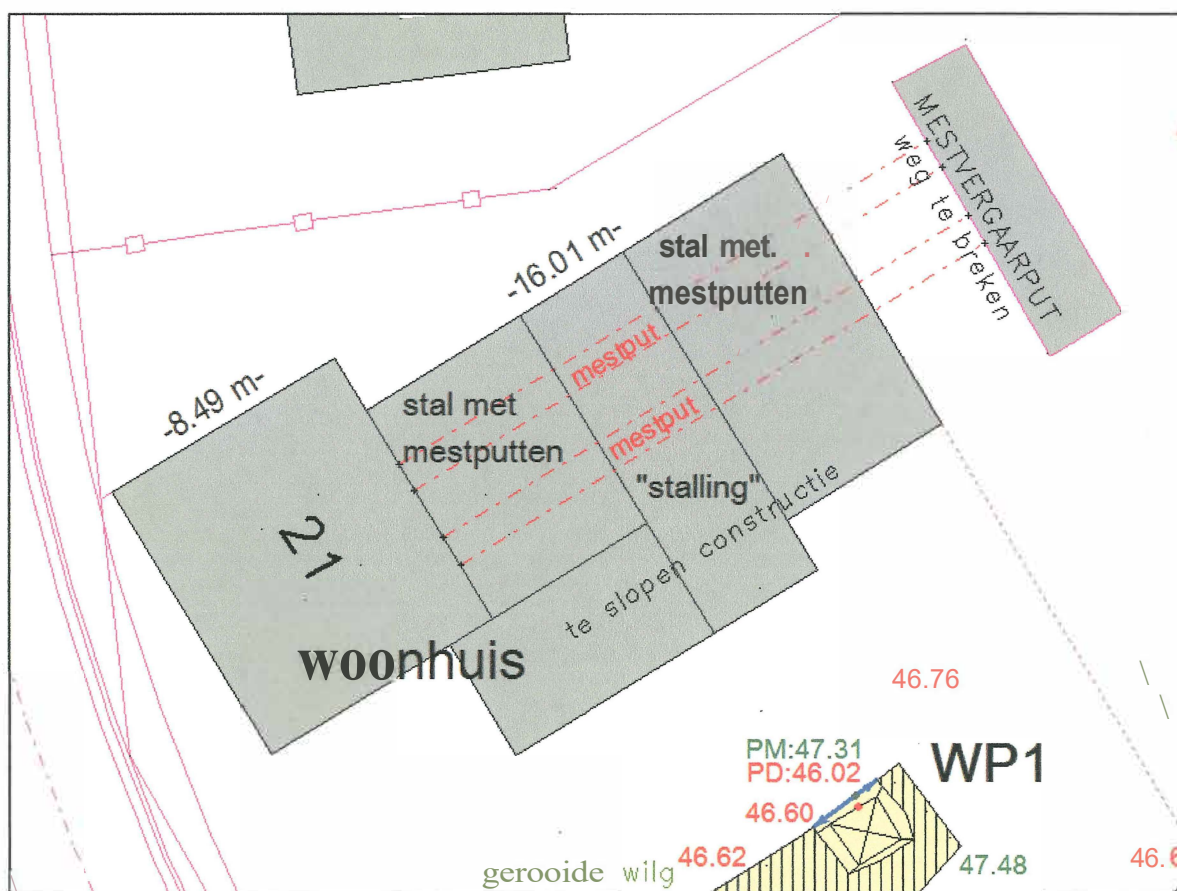 MESTVERGAARPUT
weg te breken
-16.01 m-
stal met.
mestputten
-8.49 m-
mestput
stal met
mestputten
mestput
"stalling"
21
te slopen constructie
woonhuis
46.76
PM:47.31
PD:46.02
WP1
46.60
46.62
47.48
gerooide wilg